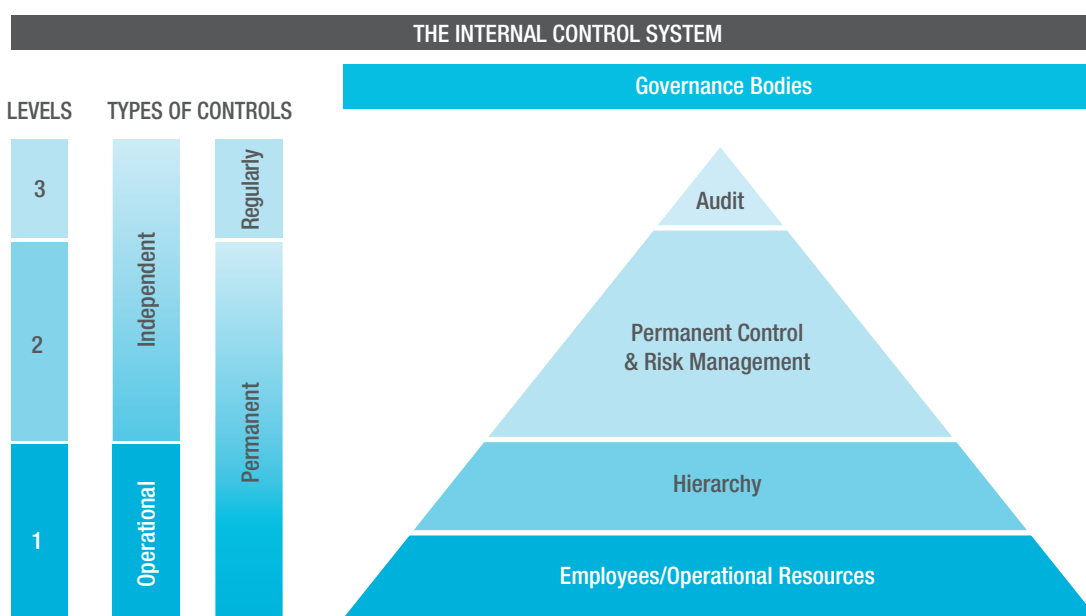 THE INTERNAL CONTROL SYSTEM
Governance Bodies
LEVELS
TYPES OF CONTROLS
3
2
1
Independent
Operational
Regularly
Permanent
Audit
Permanent Control
& Risk Management
Hierarchy
Employees/Operational Resources